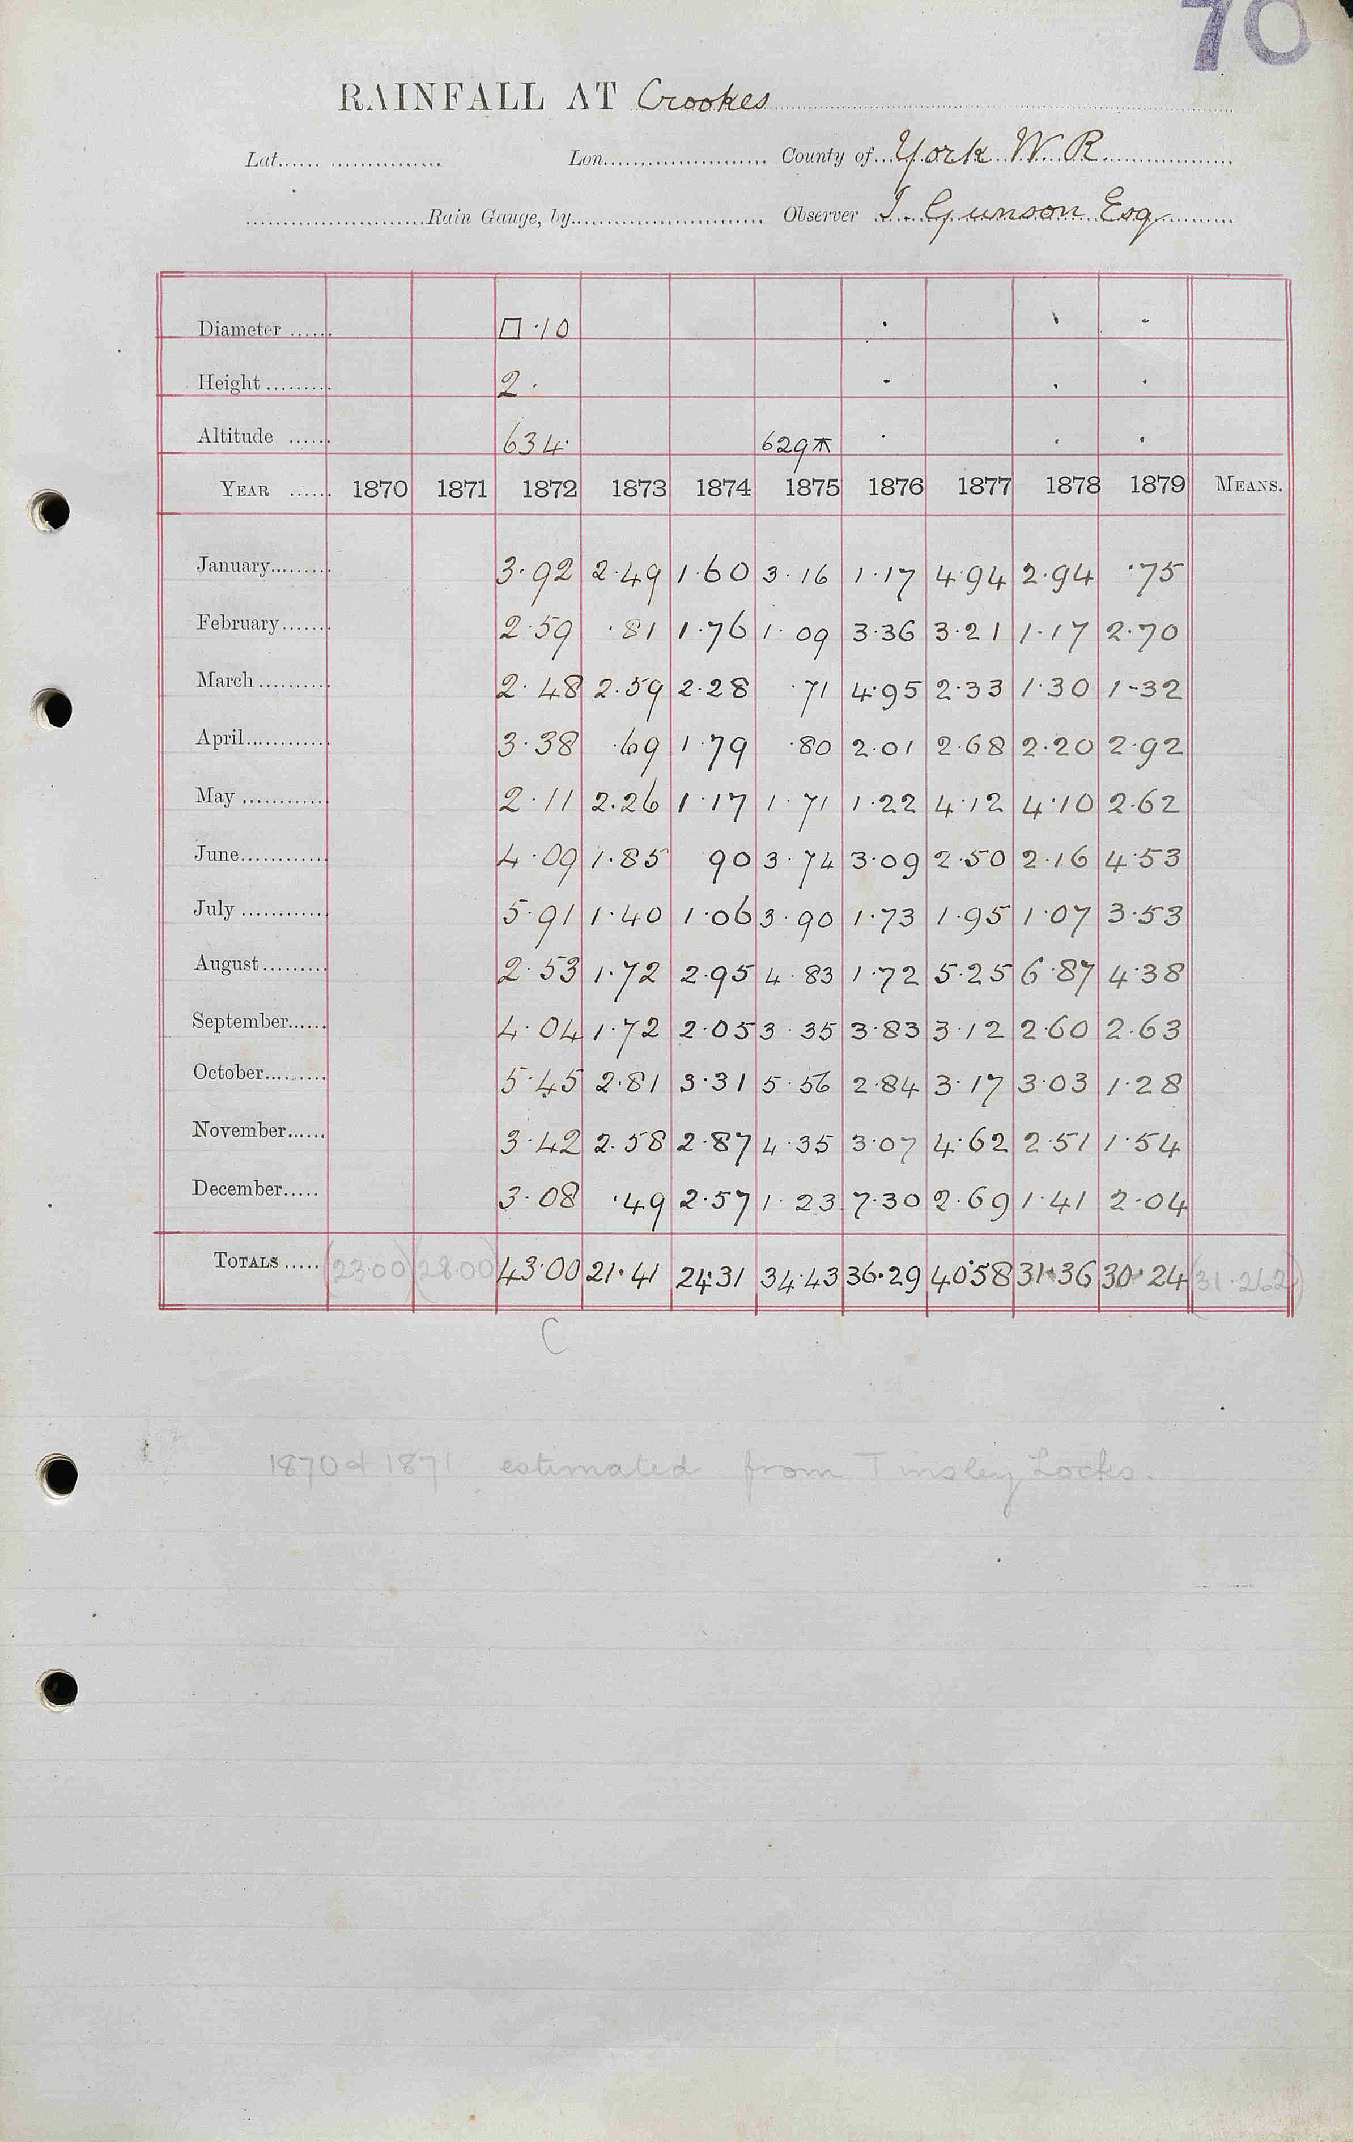 70
RAINFALL AT Crookes
Lat. Lon. County of York W R
Rain Gauge, by Observer I. Gunson Esq
Diameter □ ·10
Height 2·
Altitude 634· 629⚹
YEAR 1870 1871 1872 1873 1874 1875 1876 1877 1878 1879 MEANS.
January 3·92 2·49 1·60 3·16 1·17 4·94 2·94 ·75
February 2·59 ·81 1·76 1·09 3·36 3·21 1·17 2·70
March 2·48 2·59 2·28 ·71 4·95 2·33 1·30 1-32
April 3·38 ·69 1·79 ·80 2·01 2·68 2·20 2·92
May 2·11 2·26 1·17 1·71 1·22 4·12 4·10 2·62
June 4·09 1·85 90 3·74 3·09 2·50 2·16 4·53
July 5·91 1·40 1·06 3·90 1·73 1·95 1·07 3·53
August 2·53 1·72 2·95 4·83 1·72 5·25 6·87 4·38
September 4·04 1·72 2·05 3·35 3·83 3·12 2·60 2·63
October 5·45 2·81 3·31 5·56 2·84 3·17 3·03 1·28
November 3·42 2·58 2·87 4·35 3·07 4·62 2·51 1·54
December 3·08 ·49 2·57 1·23 7·30 2·69 1·41 2·04
TOTALS (23·00) (28·00) 43·00 21·41 24·31 34·43 36·29 40·58 31·36 30·24 (31·262)
C
1870 & 1871 estimated from Tinsley Locks.